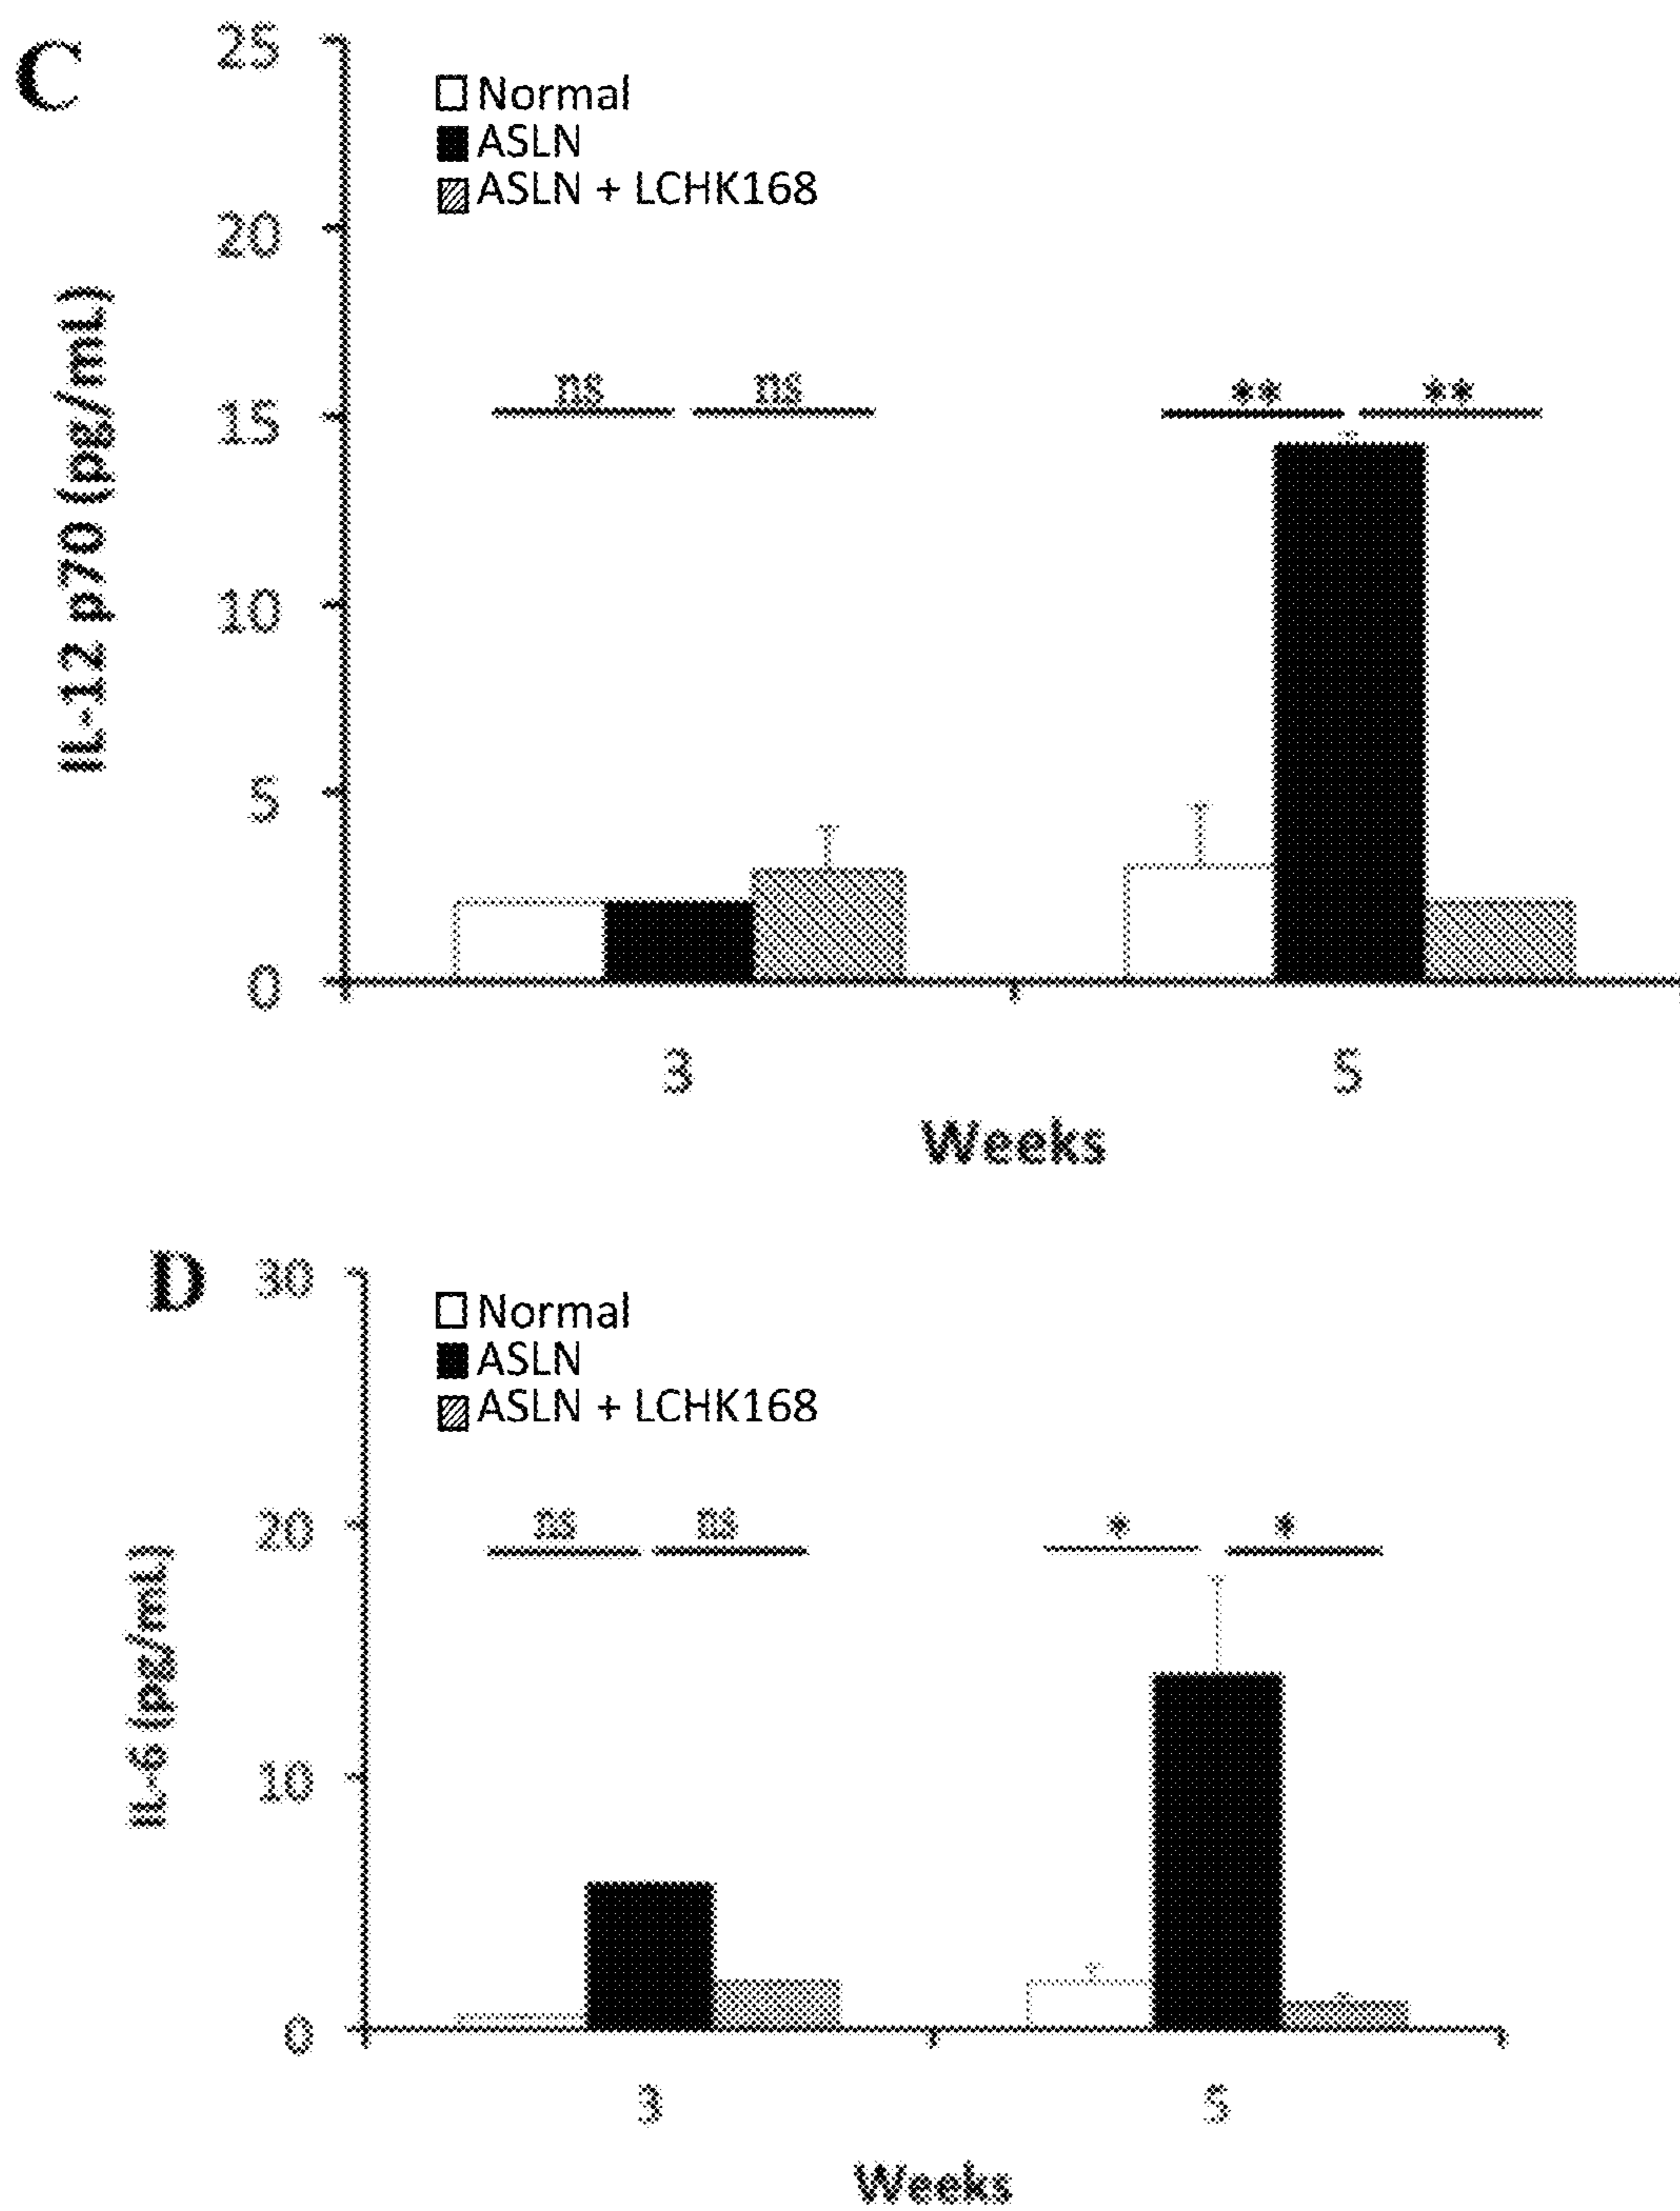 C
25
20
15
10
5
0
IL-12 p70 (pg/mL)
Normal
ASLN
ASLN + LCHK168
ns ns ** **
3 5
Weeks
D
30
20
10
0
IL-6 (pg/mL)
Normal
ASLN
ASLN + LCHK168
ns ns * *
3 5
Weeks